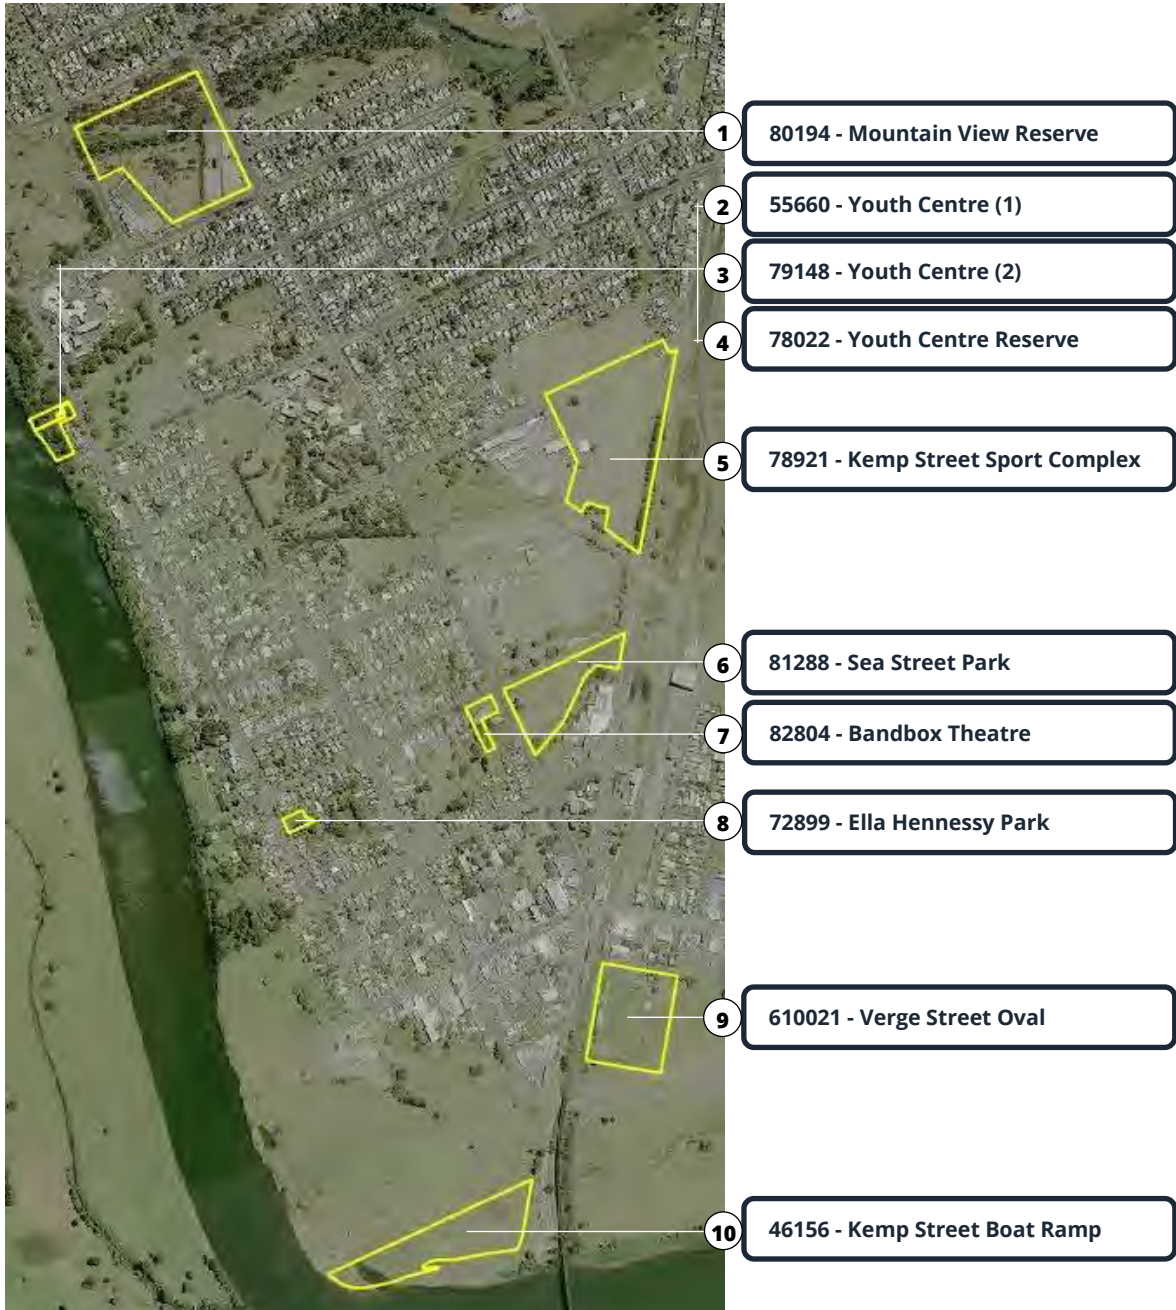 1 80194 - Mountain View Reserve
2 55660 - Youth Centre (1)
3 79148 - Youth Centre (2)
4 78022 - Youth Centre Reserve
5 78921 - Kemp Street Sport Complex
6 81288 - Sea Street Park
7 82804 - Bandbox Theatre
8 72899 - Ella Hennessy Park
9 610021 - Verge Street Oval
10 46156 - Kemp Street Boat Ramp